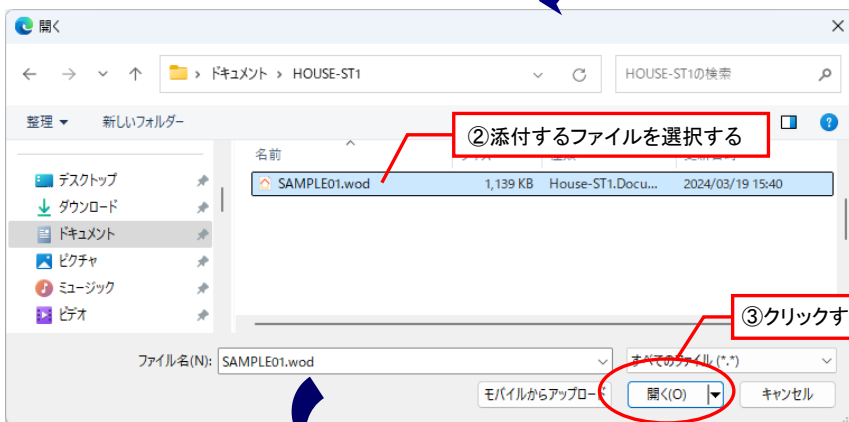 開く
ドキュメント › HOUSE-ST1
HOUSE-ST1の検索
整理 新しいフォルダー
②添付するファイルを選択する
名前
SAMPLE01.wod 1,139 KB House-ST1.Docu... 2024/03/19 15:40
デスクトップ
ダウンロード
ドキュメント
ピクチャ
ミュージック
ビデオ
③クリックす
ファイル名(N): SAMPLE01.wod すべてのファイル (*.*)
モバイルからアップロード 開く(O) キャンセル